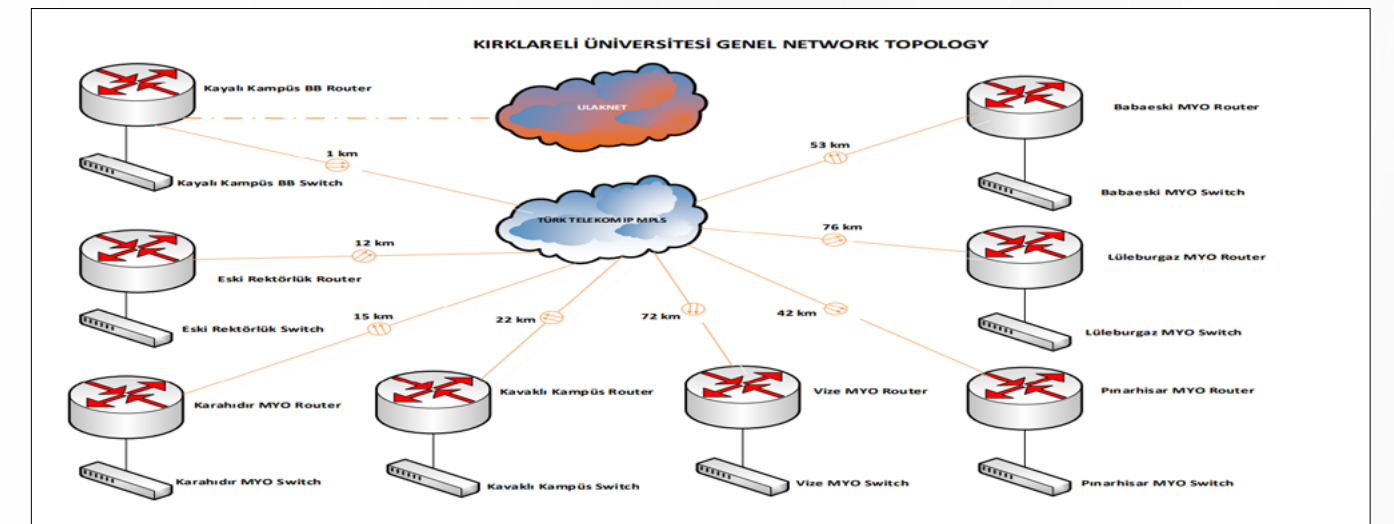 KIRKLARELİ ÜNİVERSİTESİ GENEL NETWORK TOPOLOGY
Kayalı Kampüs BB Router
ULAKNET
Babaeski MYO Router
1 km
53 km
Kayalı Kampüs BB Switch
Babaeski MYO Switch
TÜRK TELEKOM IP MPLS
12 km
76 km
Eski Rektörlük Router
Lüleburgaz MYO Router
15 km
22 km
72 km
42 km
Eski Rektörlük Switch
Lüleburgaz MYO Switch
Karahıdır MYO Router
Kavaklı Kampüs Router
Vize MYO Router
Pınarhisar MYO Router
Karahıdır MYO Switch
Kavaklı Kampüs Switch
Vize MYO Switch
Pınarhisar MYO Switch